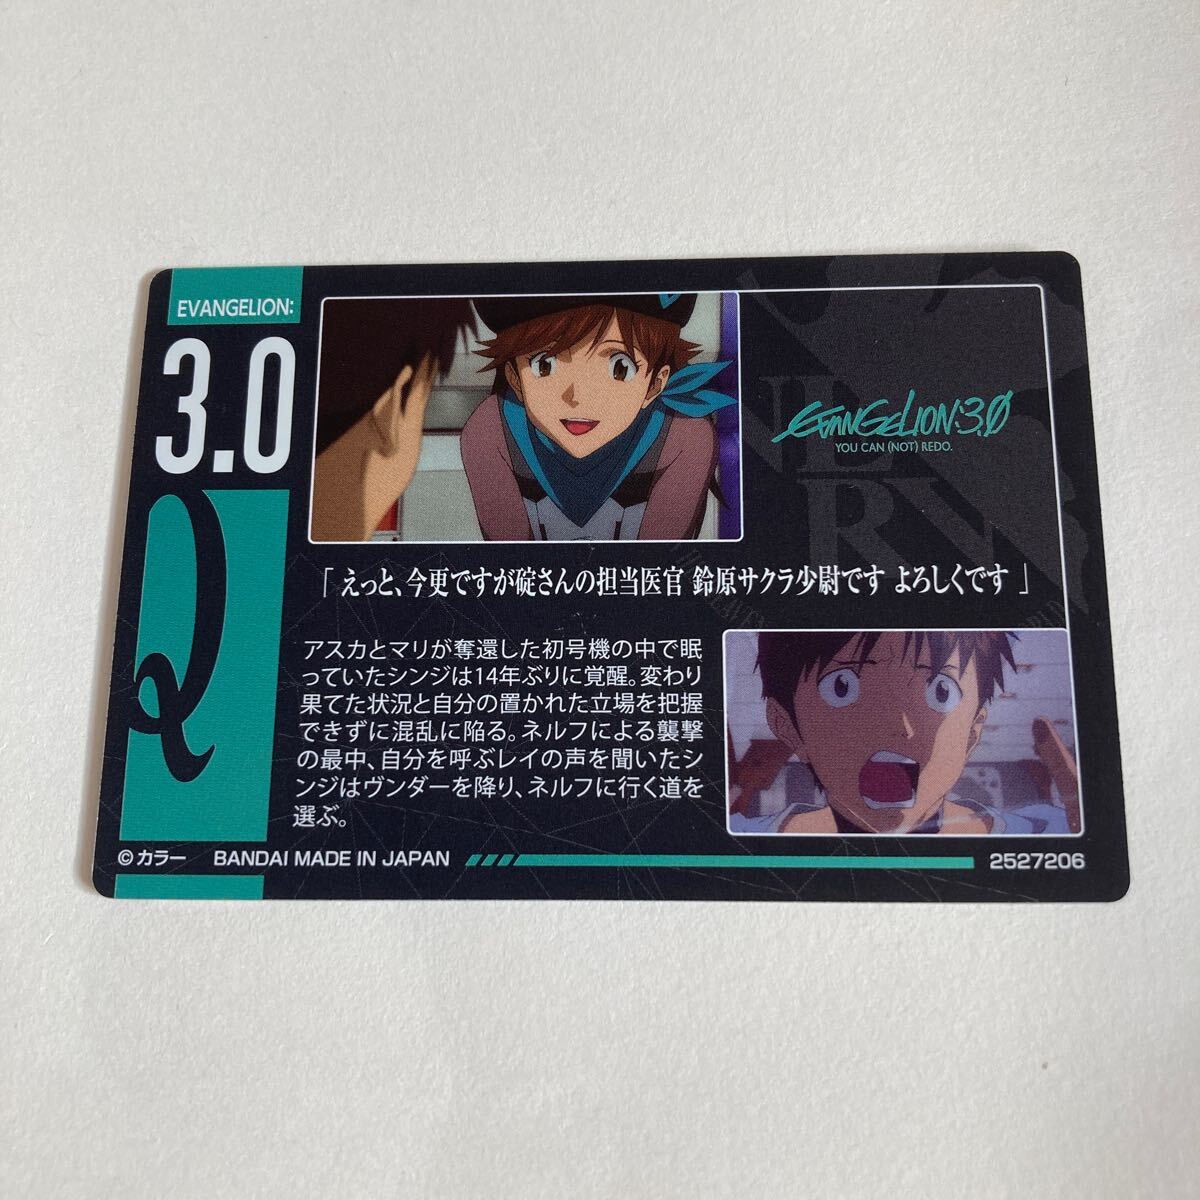 EVANGELION:
3.0
Q
EVANGELION:3.0
YOU CAN (NOT) REDO.
NERV
「えっと、今更ですが碇さんの担当医官 鈴原サクラ少尉です よろしくです」
アスカとマリが奪還した初号機の中で眠
っていたシンジは14年ぶりに覚醒。変わり
果てた状況と自分の置かれた立場を把握
できずに混乱に陥る。ネルフによる襲撃
の最中、自分を呼ぶレイの声を聞いたシ
ンジはヴンダーを降り、ネルフに行く道を
選ぶ。
©カラー BANDAI MADE IN JAPAN
2527206